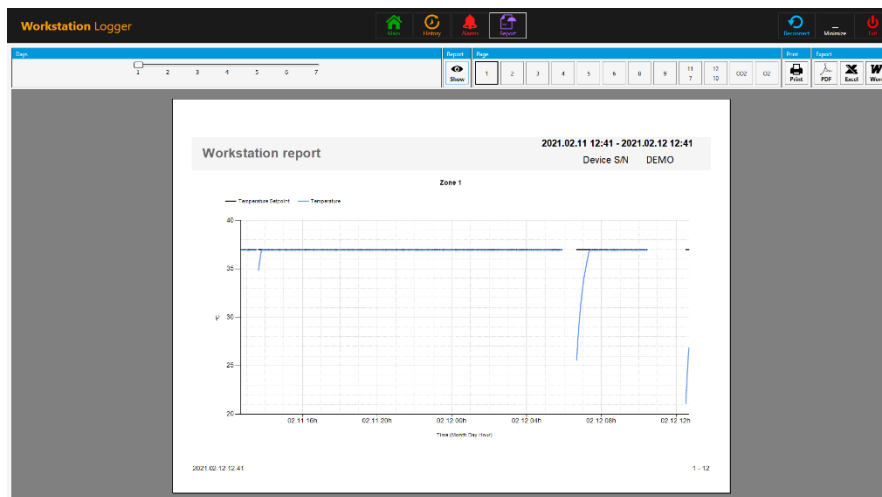 Workstation Logger
Main
History
Alarms
Report
Reconnect
Minimize
Exit
Days
Report
Page
Print
Export
1 2 3 4 5 6 7
Show
1 2 3 4 5 6 8 9 11 7 12 10 CO2 O2
Print
PDF
Excel
Word
Workstation report
2021.02.11 12:41 - 2021.02.12 12:41
Device S/N DEMO
Zone 1
Temperature Setpoint Temperature
40
35
30
25
20
°C
02.11 16h 02.11 20h 02.12 00h 02.12 04h 02.12 08h 02.12 12h
Time (Month Day Hour)
2021.02.12 12:41
1 - 12